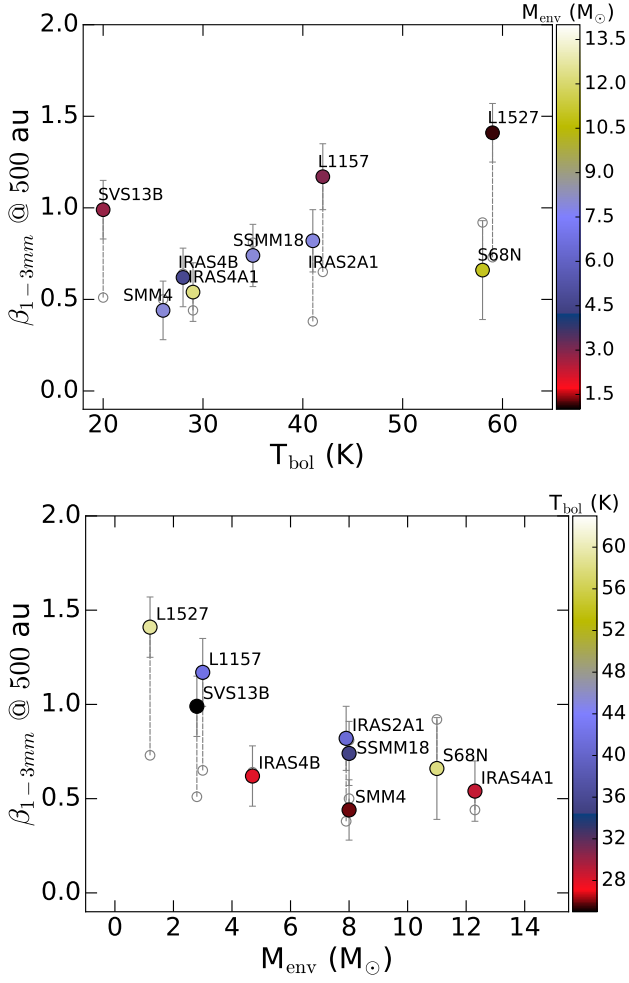 M_env (M_⊙)
2.0
1.5
1.0
0.5
0.0
β_1−3mm @ 500 au
L1527
L1157
SVS13B
SSMM18
IRAS4B
IRAS2A1
S68N
IRAS4A1
SMM4
20 30 40 50 60
T_bol (K)
13.5
12.0
10.5
9.0
7.5
6.0
4.5
3.0
1.5
T_bol (K)
2.0
1.5
1.0
0.5
0.0
β_1−3mm @ 500 au
L1527
L1157
SVS13B
IRAS2A1
SSMM18
IRAS4B
S68N
IRAS4A1
SMM4
0 2 4 6 8 10 12 14
M_env (M_⊙)
60
56
52
48
44
40
36
32
28